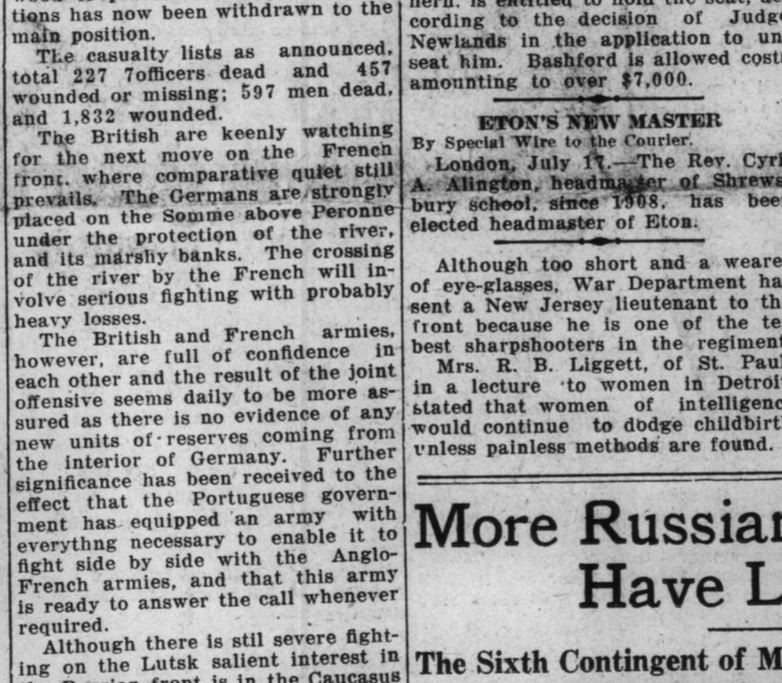 tions has now been withdrawn to the
main position.
The casualty lists as announced,
total 227 7officers dead and 457
wounded or missing; 597 men dead,
and 1,832 wounded.
The British are keenly watching
for the next move on the French
front. where comparative quiet still
prevails. The Germans are strongly
placed on the Somme above Peronne
under the protection of the river,
and its marshy banks. The crossing
of the river by the French will in-
volve serious fighting with probably
heavy losses.
The British and French armies,
however, are full of confidence in
each other and the result of the joint
offensive seems daily to be more as-
sured as there is no evidence of any
new units of reserves coming from
the interior of Germany. Further
significance has been received to the
effect that the Portuguese govern-
ment has equipped an army with
everythng necessary to enable it to
fight side by side with the Anglo-
French armies, and that this army
is ready to answer the call whenever
required.
Although there is stil severe fight-
ing on the Lutsk salient interest in
front is in the Caucasus
cording to the decision of Judg
Newlands in the application to un
seat him. Bashford is allowed cost
amounting to over $7,000.
ETON'S NEW MASTER
By Special Wire to the Courier.
London, July 17.—The Rev. Cyri
A. Alington, headmaster of Shrews
bury school, since 1908, has bee
elected headmaster of Eton.
Although too short and a weare
of eye-glasses, War Department ha
sent a New Jersey lieutenant to th
front because he is one of the te
best sharpshooters in the regiment
Mrs. R. B. Liggett, of St. Pau
in a lecture to women in Detroi
stated that women of intelligenc
would continue to dodge childbirt
unless painless methods are found.
More Russian
Have L
The Sixth Contingent of M